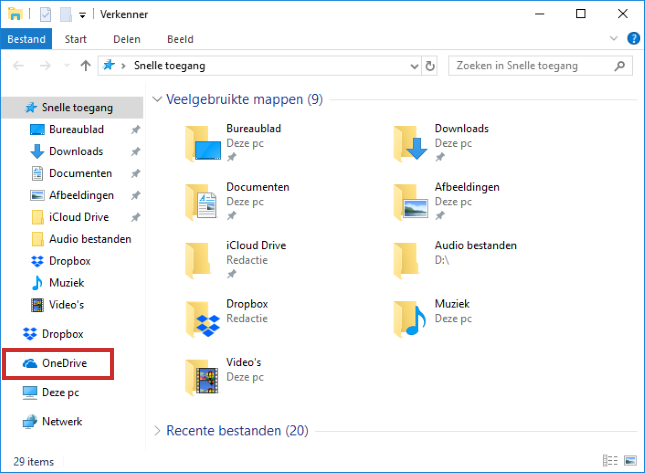 Verkenner
Bestand Start Delen Beeld
Snelle toegang
Zoeken in Snelle toegang
Snelle toegang
Bureaublad
Downloads
Documenten
Afbeeldingen
iCloud Drive
Audio bestanden
Dropbox
Muziek
Video's
Dropbox
OneDrive
Deze pc
Netwerk
Veelgebruikte mappen (9)
Bureaublad
Deze pc
Downloads
Deze pc
Documenten
Deze pc
Afbeeldingen
Deze pc
iCloud Drive
Redactie
Audio bestanden
D:\
Dropbox
Redactie
Muziek
Deze pc
Video's
Deze pc
Recente bestanden (20)
29 items